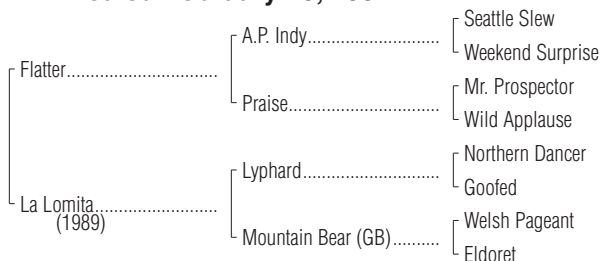 Seattle Slew
A.P. Indy
Weekend Surprise
Flatter
Mr. Prospector
Praise
Wild Applause
Northern Dancer
Lyphard
Goofed
La Lomita
(1989)
Welsh Pageant
Mountain Bear (GB)
Eldoret